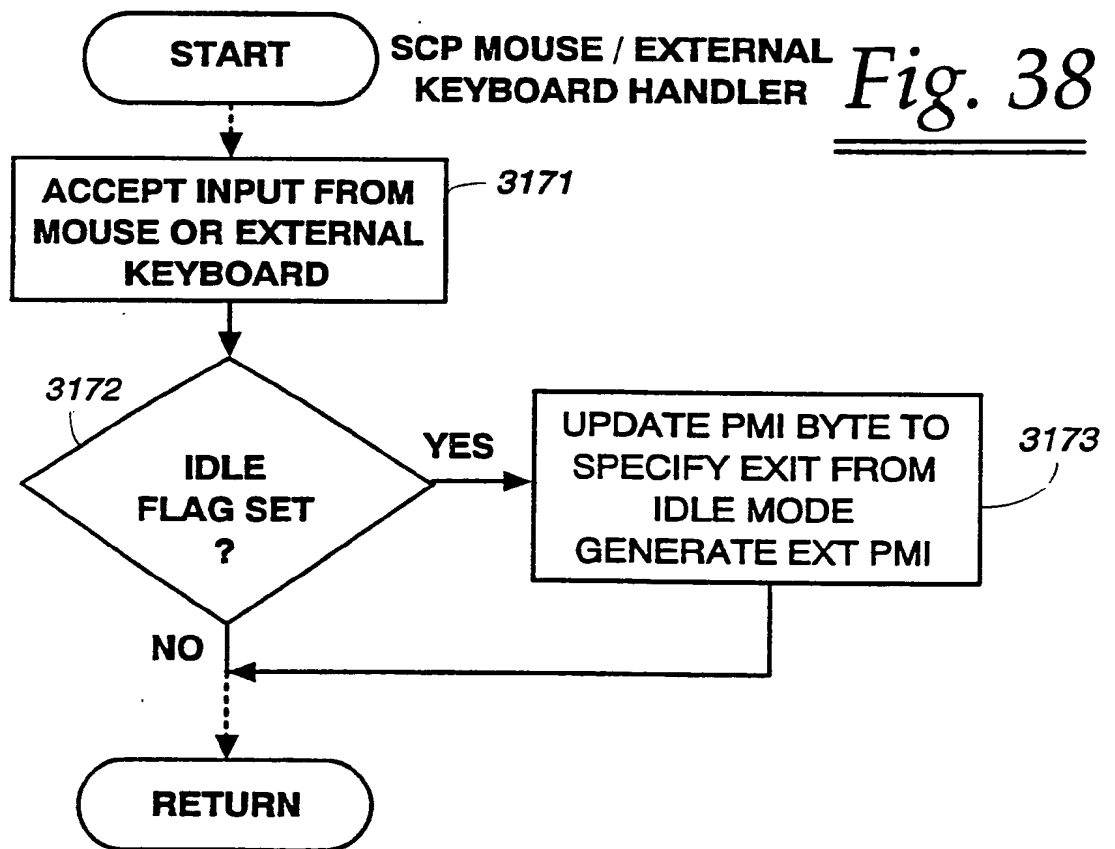 START
SCP MOUSE / EXTERNAL
KEYBOARD HANDLER
Fig. 38
ACCEPT INPUT FROM
MOUSE OR EXTERNAL
KEYBOARD
3171
3172
IDLE
FLAG SET
?
YES
UPDATE PMI BYTE TO
SPECIFY EXIT FROM
IDLE MODE
GENERATE EXT PMI
3173
NO
RETURN